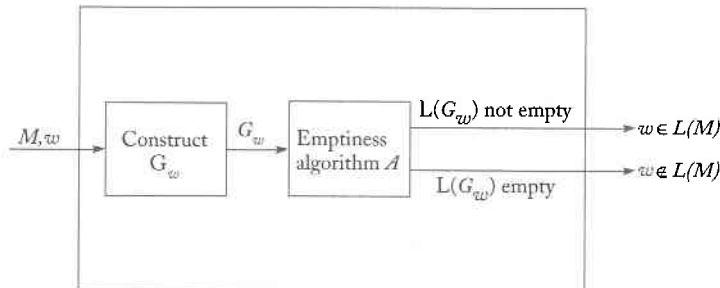 L(G_w) not empty
w ∈ L(M)
M,w
Construct
G_w
G_w
Emptiness
algorithm A
L(G_w) empty
w ∉ L(M)